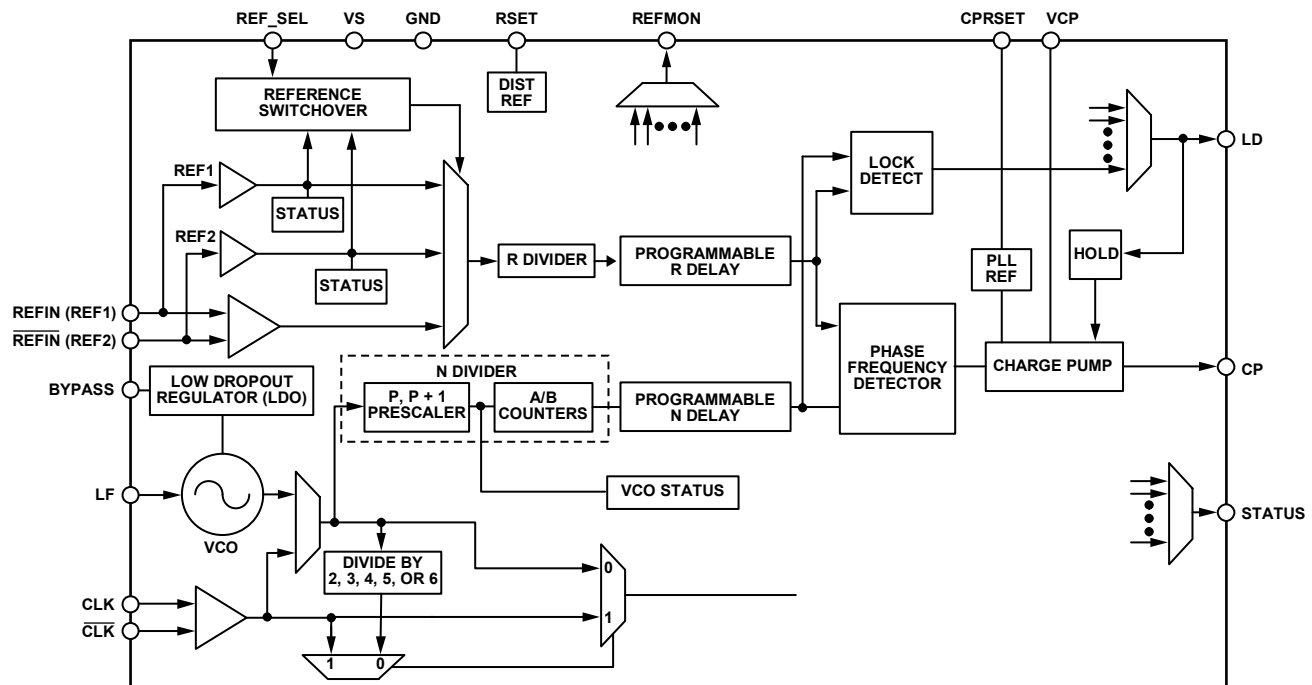 REF_SEL
VS
GND
RSET
REFMON
CPRSET
VCP
REFERENCE
SWITCHOVER
DIST
REF
LD
REF1
STATUS
LOCK
DETECT
REF2
STATUS
R DIVIDER
PROGRAMMABLE
R DELAY
PLL
REF
HOLD
REFIN (REF1)
REFIN (REF2)
BYPASS
LOW DROPOUT
REGULATOR (LDO)
N DIVIDER
P, P + 1
PRESCALER
A/B
COUNTERS
PROGRAMMABLE
N DELAY
PHASE
FREQUENCY
DETECTOR
CHARGE PUMP
CP
LF
VCO
VCO STATUS
STATUS
DIVIDE BY
2, 3, 4, 5, OR 6
0
CLK
CLK
1
1
0